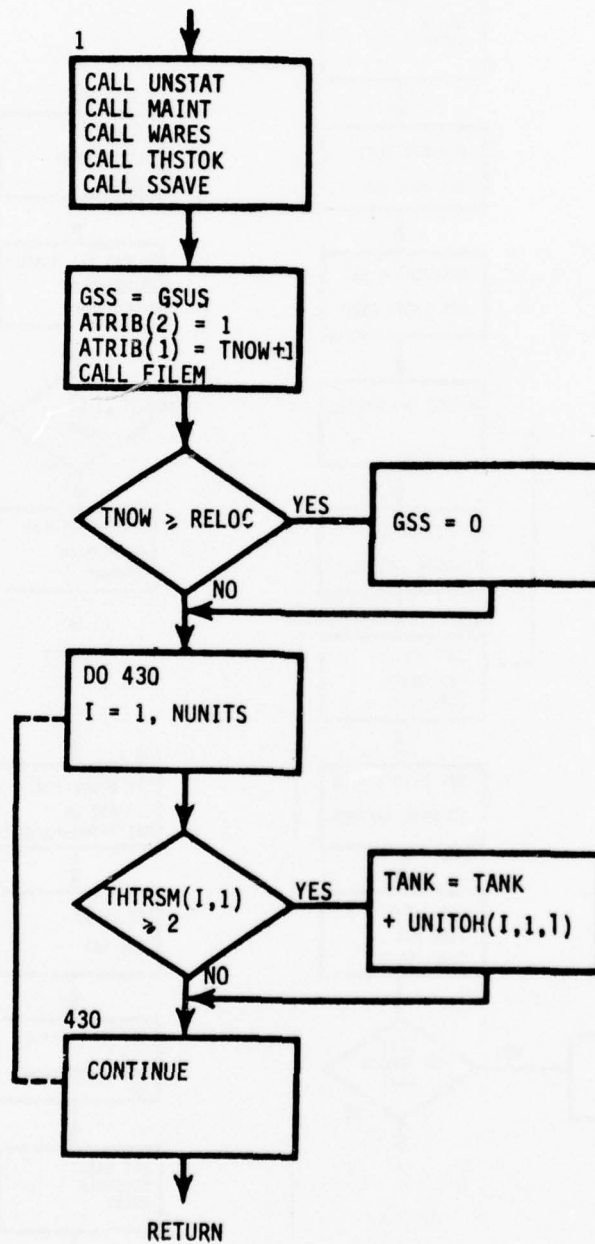 1
CALL UNSTAT
CALL MAINT
CALL WARES
CALL THSTOK
CALL SSAVE
GSS = GSUS
ATRIB(2) = 1
ATRIB(1) = TNOW+1
CALL FILEM
TNOW ⩾ RELOC
YES
GSS = 0
NO
DO 430
I = 1, NUNITS
THTRSM(I,1)
⩾ 2
YES
TANK = TANK
+ UNITOH(I,1,1)
NO
430
CONTINUE
RETURN